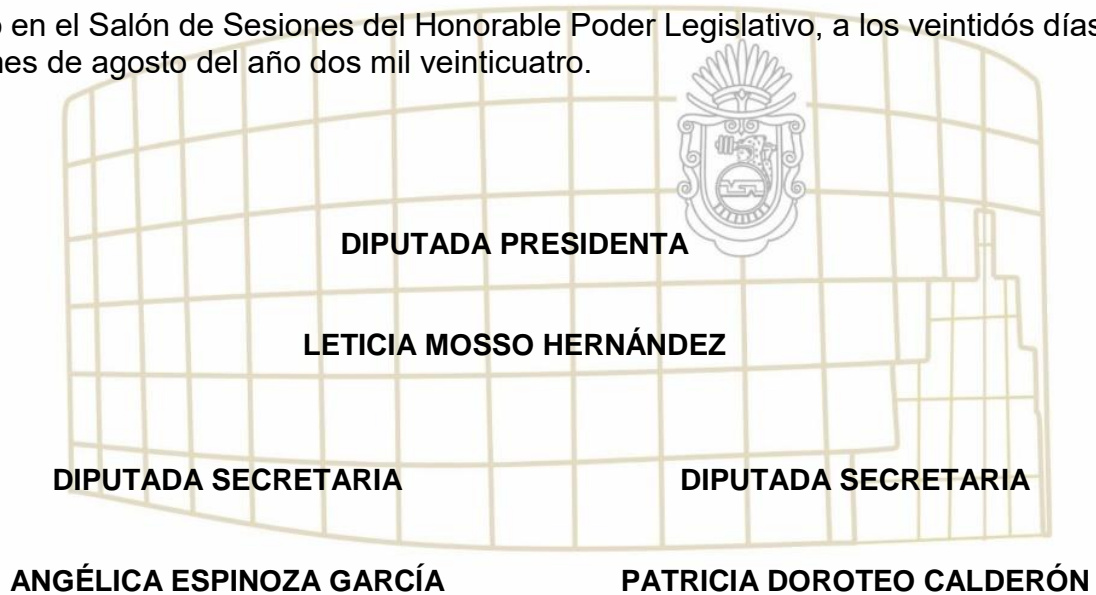 en el Salón de Sesiones del Honorable Poder Legislativo, a los veintidós días
de agosto del año dos mil veinticuatro.
DIPUTADA PRESIDENTA
LETICIA MOSSO HERNÁNDEZ
DIPUTADA SECRETARIA DIPUTADA SECRETARIA
ANGÉLICA ESPINOZA GARCÍA PATRICIA DOROTEO CALDERÓN